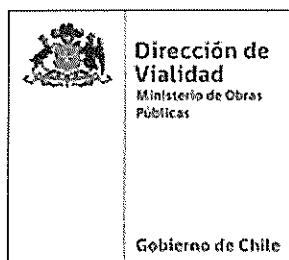 Dirección de
Vialidad
Ministerio de Obras
Públicas
Gobierno de Chile